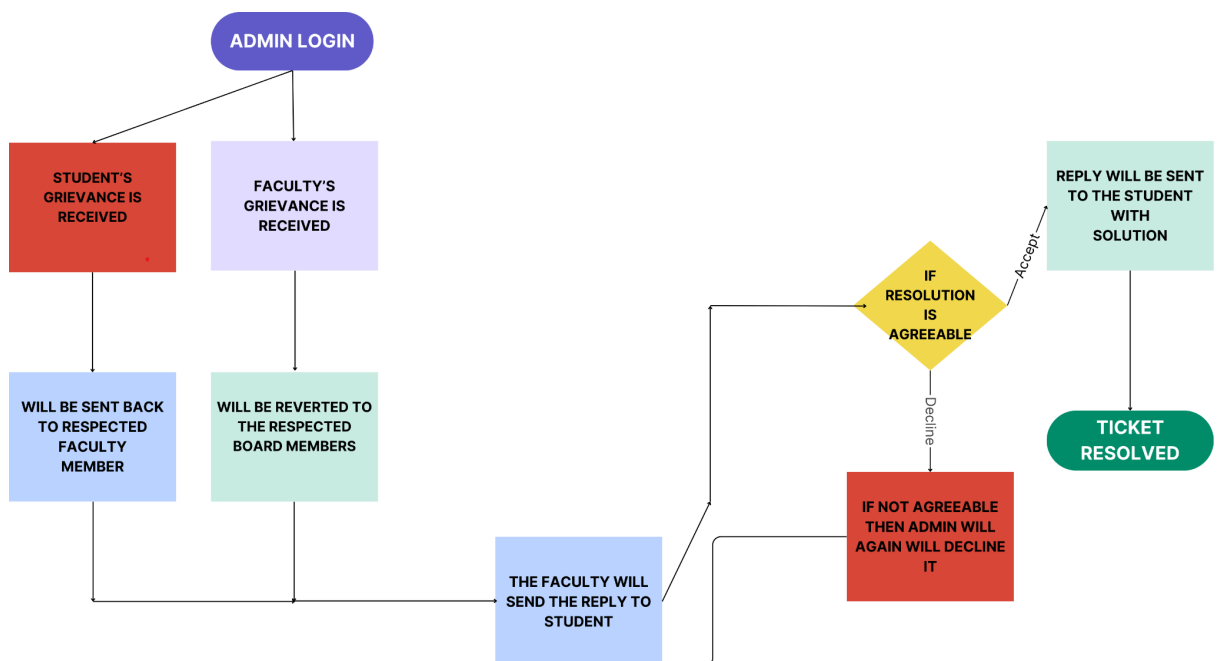 ADMIN LOGIN
STUDENT'S
GRIEVANCE IS
RECEIVED
FACULTY'S
GRIEVANCE IS
RECEIVED
REPLY WILL BE SENT
TO THE STUDENT
WITH
SOLUTION
Accept
IF
RESOLUTION
IS
AGREEABLE
WILL BE SENT BACK
TO RESPECTED
FACULTY
MEMBER
WILL BE REVERTED TO
THE RESPECTED
BOARD MEMBERS
Decline
TICKET
RESOLVED
IF NOT AGREEABLE
THEN ADMIN WILL
AGAIN WILL DECLINE
IT
THE FACULTY WILL
SEND THE REPLY TO
STUDENT